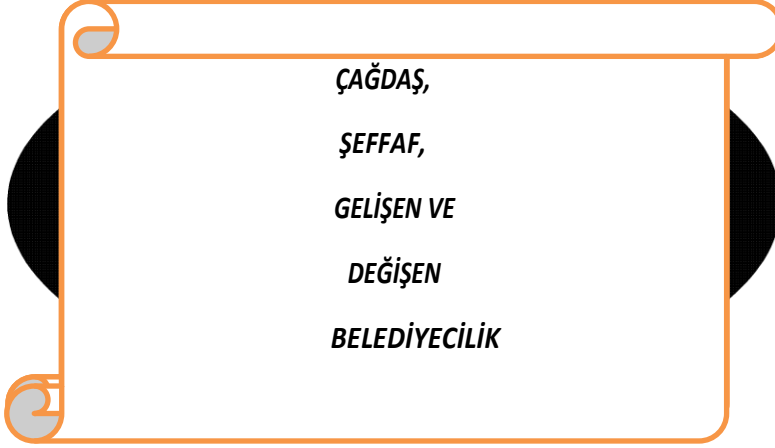 ÇAĞDAŞ,
ŞEFFAF,
GELİŞEN VE
DEĞİŞEN
BELEDİYECİLİK